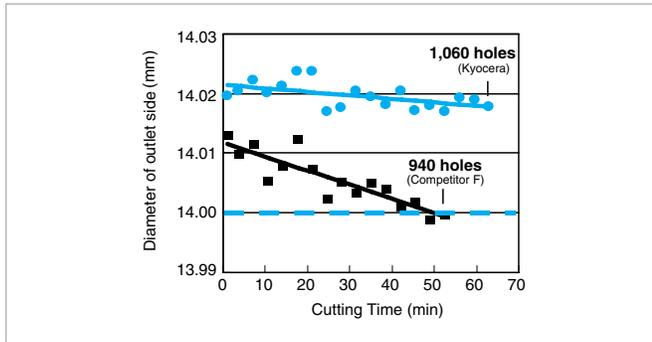 14.03
1,060 holes
(Kyocera)
14.02
14.01
940 holes
(Competitor F)
14.00
13.99
0 10 20 30 40 50 60 70
Cutting Time (min)
Diameter of outlet side (mm)